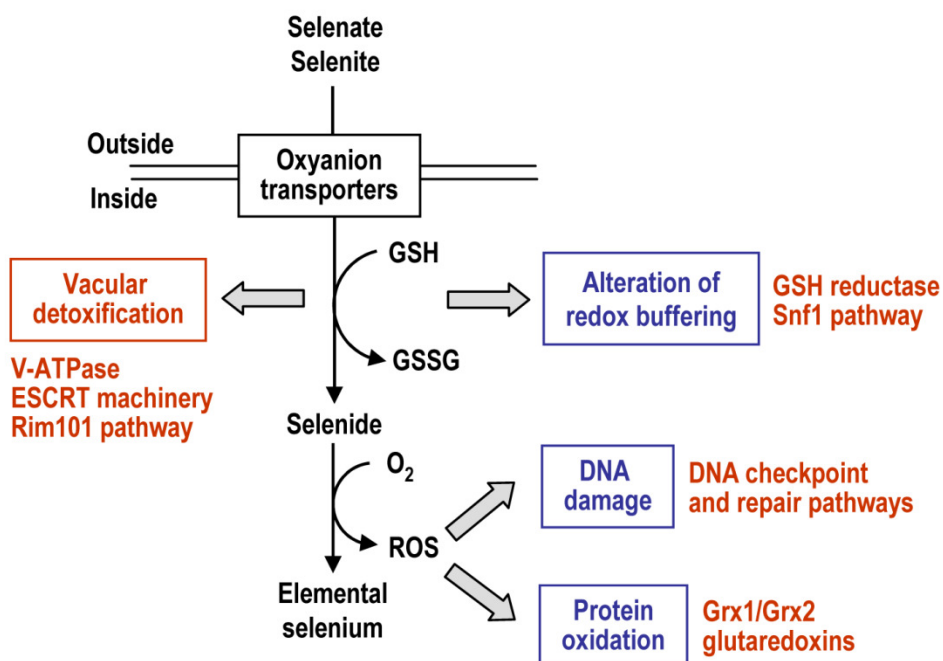 Selenate
Selenite
Outside
Oxyanion
transporters
Inside
GSH
GSSG
Vacular
detoxification
V-ATPase
ESCRT machinery
Rim101 pathway
Alteration of
redox buffering
GSH reductase
Snf1 pathway
Selenide
O2
ROS
DNA
damage
DNA checkpoint
and repair pathways
Elemental
selenium
Protein
oxidation
Grx1/Grx2
glutaredoxins